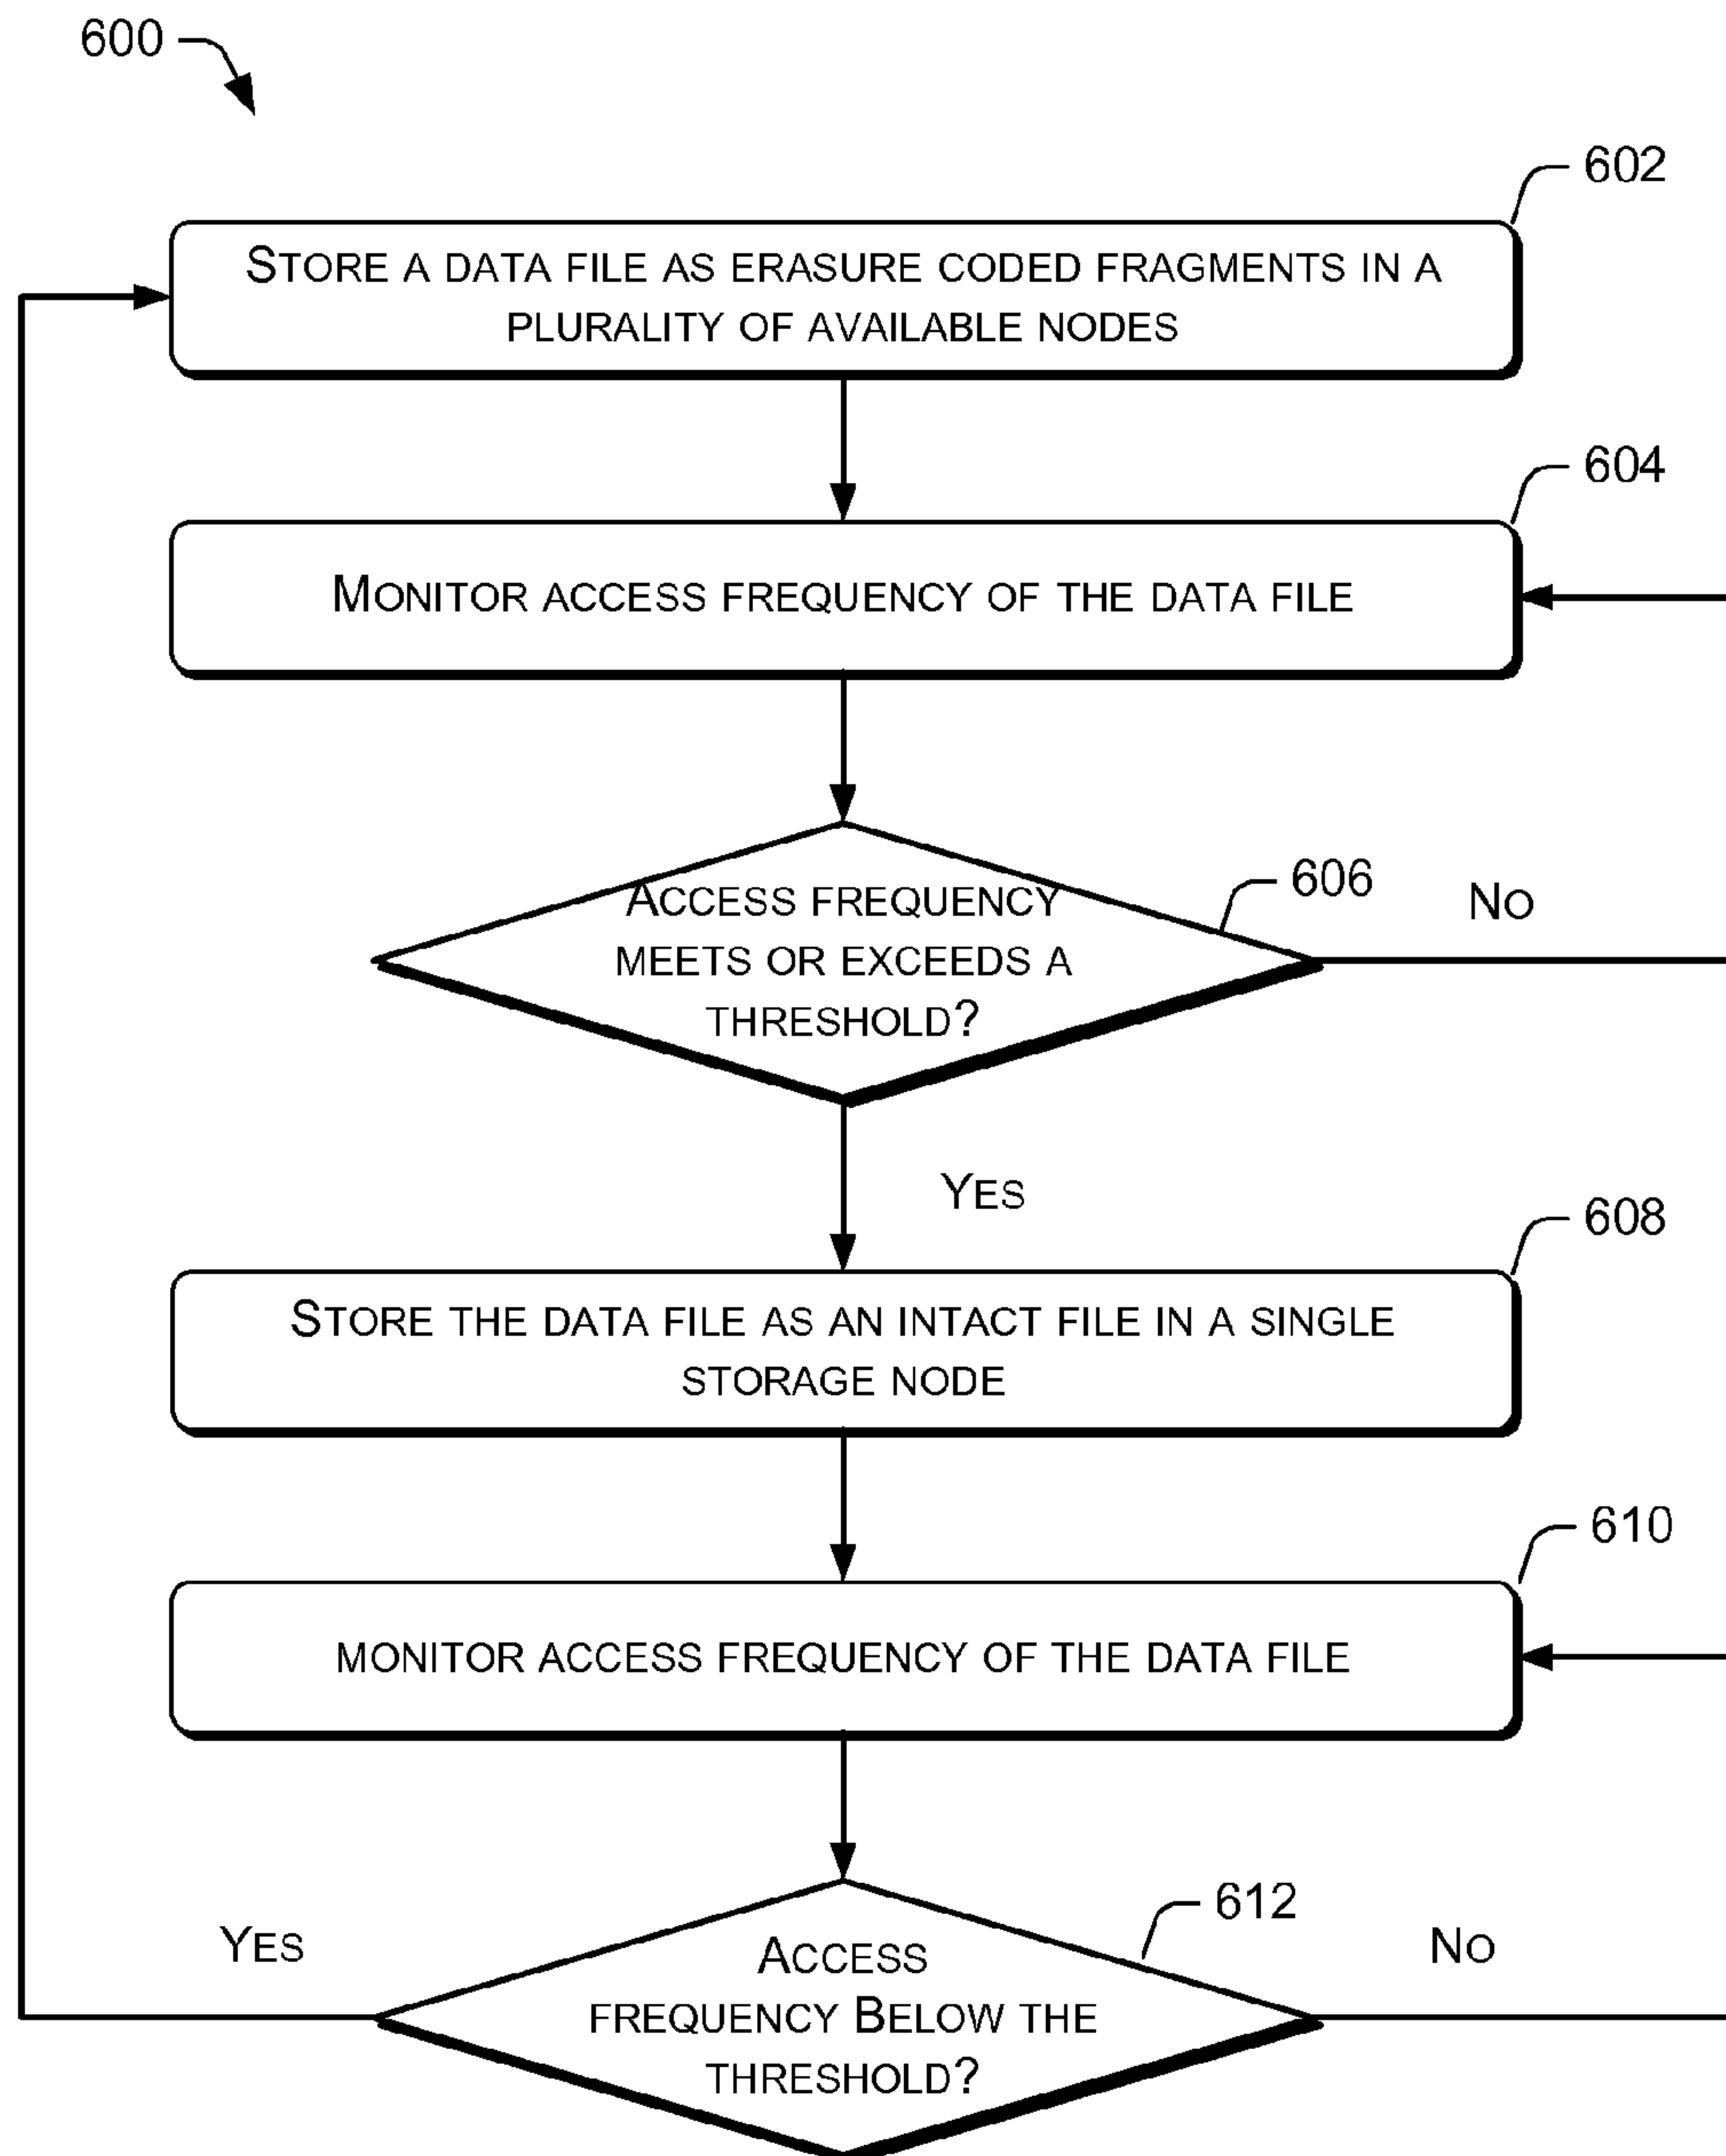 600
602
Store a data file as erasure coded fragments in a
plurality of available nodes
604
Monitor access frequency of the data file
606
No
Access frequency
meets or exceeds a
threshold?
Yes
608
Store the data file as an intact file in a single
storage node
610
monitor access frequency of the data file
612
Yes
No
Access
frequency Below the
threshold?